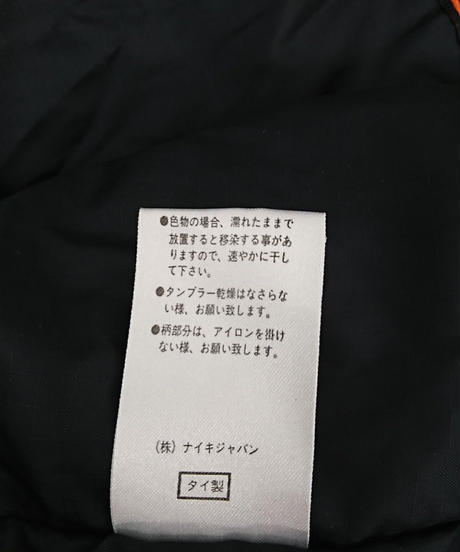 ●色物の場合、濡れたままで
放置すると移染する事があ
りますので、速やかに干し
て下さい。
●タンブラー乾燥はなさらな
い様、お願い致します。
●柄部分は、アイロンを掛け
ない様、お願い致します。
(株) ナイキジャパン
タイ製